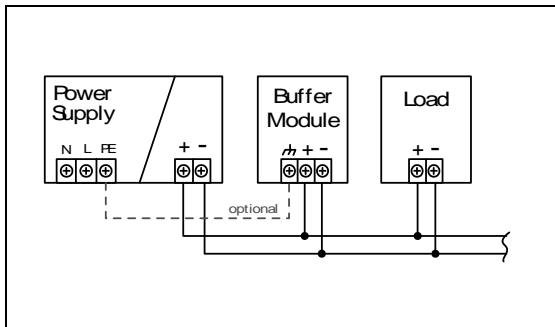 Power
Supply
N L PE
+ -
Buffer
Module
+ -
Load
+ -
optional